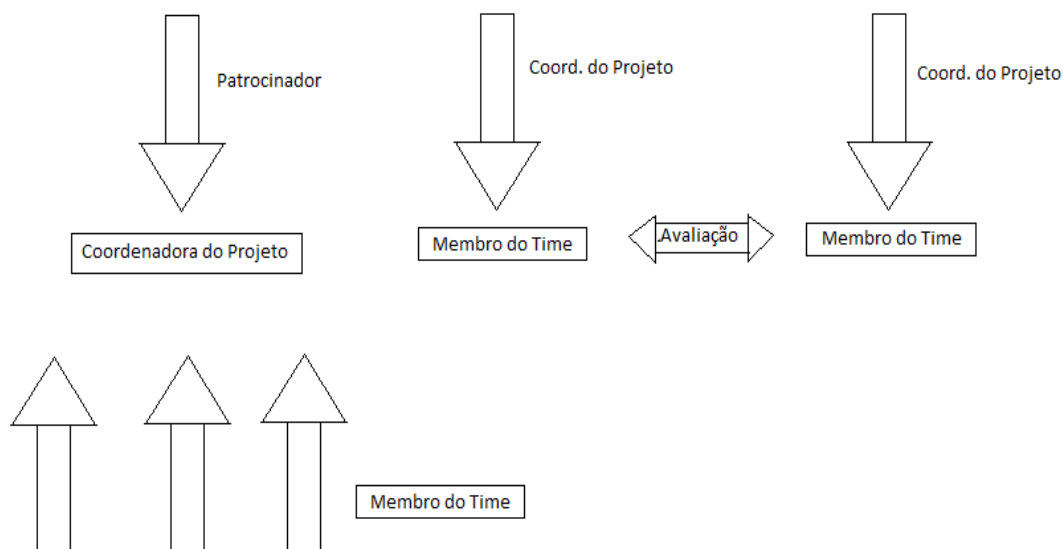 Patrocinador
Coord. do Projeto
Coord. do Projeto
Coordenadora do Projeto
Membro do Time
Avaliação
Membro do Time
Membro do Time